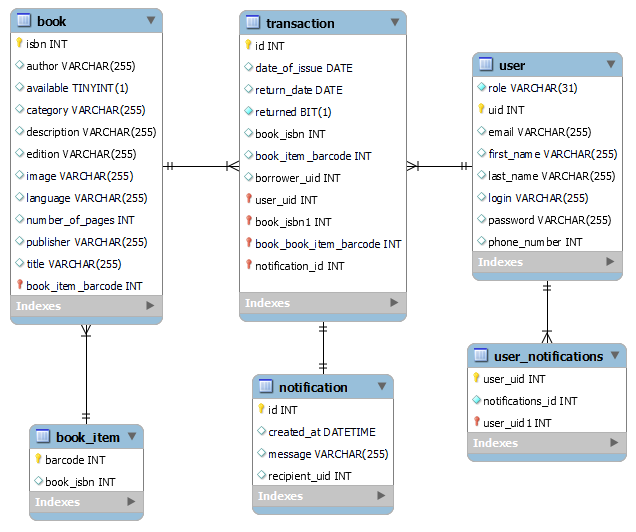 book
isbn INT
author VARCHAR(255)
available TINYINT(1)
category VARCHAR(255)
description VARCHAR(255)
edition VARCHAR(255)
image VARCHAR(255)
language VARCHAR(255)
number_of_pages INT
publisher VARCHAR(255)
title VARCHAR(255)
book_item_barcode INT
Indexes
transaction
id INT
date_of_issue DATE
return_date DATE
returned BIT(1)
book_isbn INT
book_item_barcode INT
borrower_uid INT
user_uid INT
book_isbn1 INT
book_book_item_barcode INT
notification_id INT
Indexes
user
role VARCHAR(31)
uid INT
email VARCHAR(255)
first_name VARCHAR(255)
last_name VARCHAR(255)
login VARCHAR(255)
password VARCHAR(255)
phone_number INT
Indexes
book_item
barcode INT
book_isbn INT
Indexes
notification
id INT
created_at DATETIME
message VARCHAR(255)
recipient_uid INT
Indexes
user_notifications
user_uid INT
notifications_id INT
user_uid1 INT
Indexes